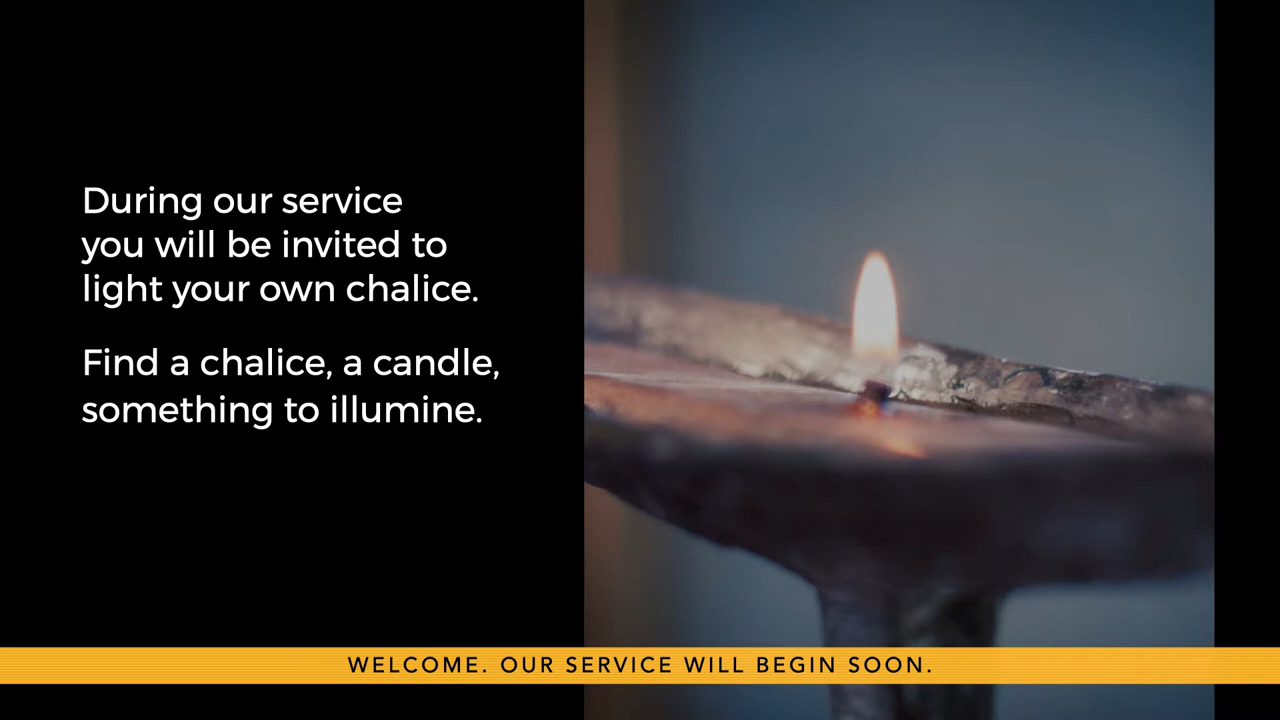 During our service
you will be invited to
light your own chalice.
Find a chalice, a candle,
something to illumine.
WELCOME. OUR SERVICE WILL BEGIN SOON.